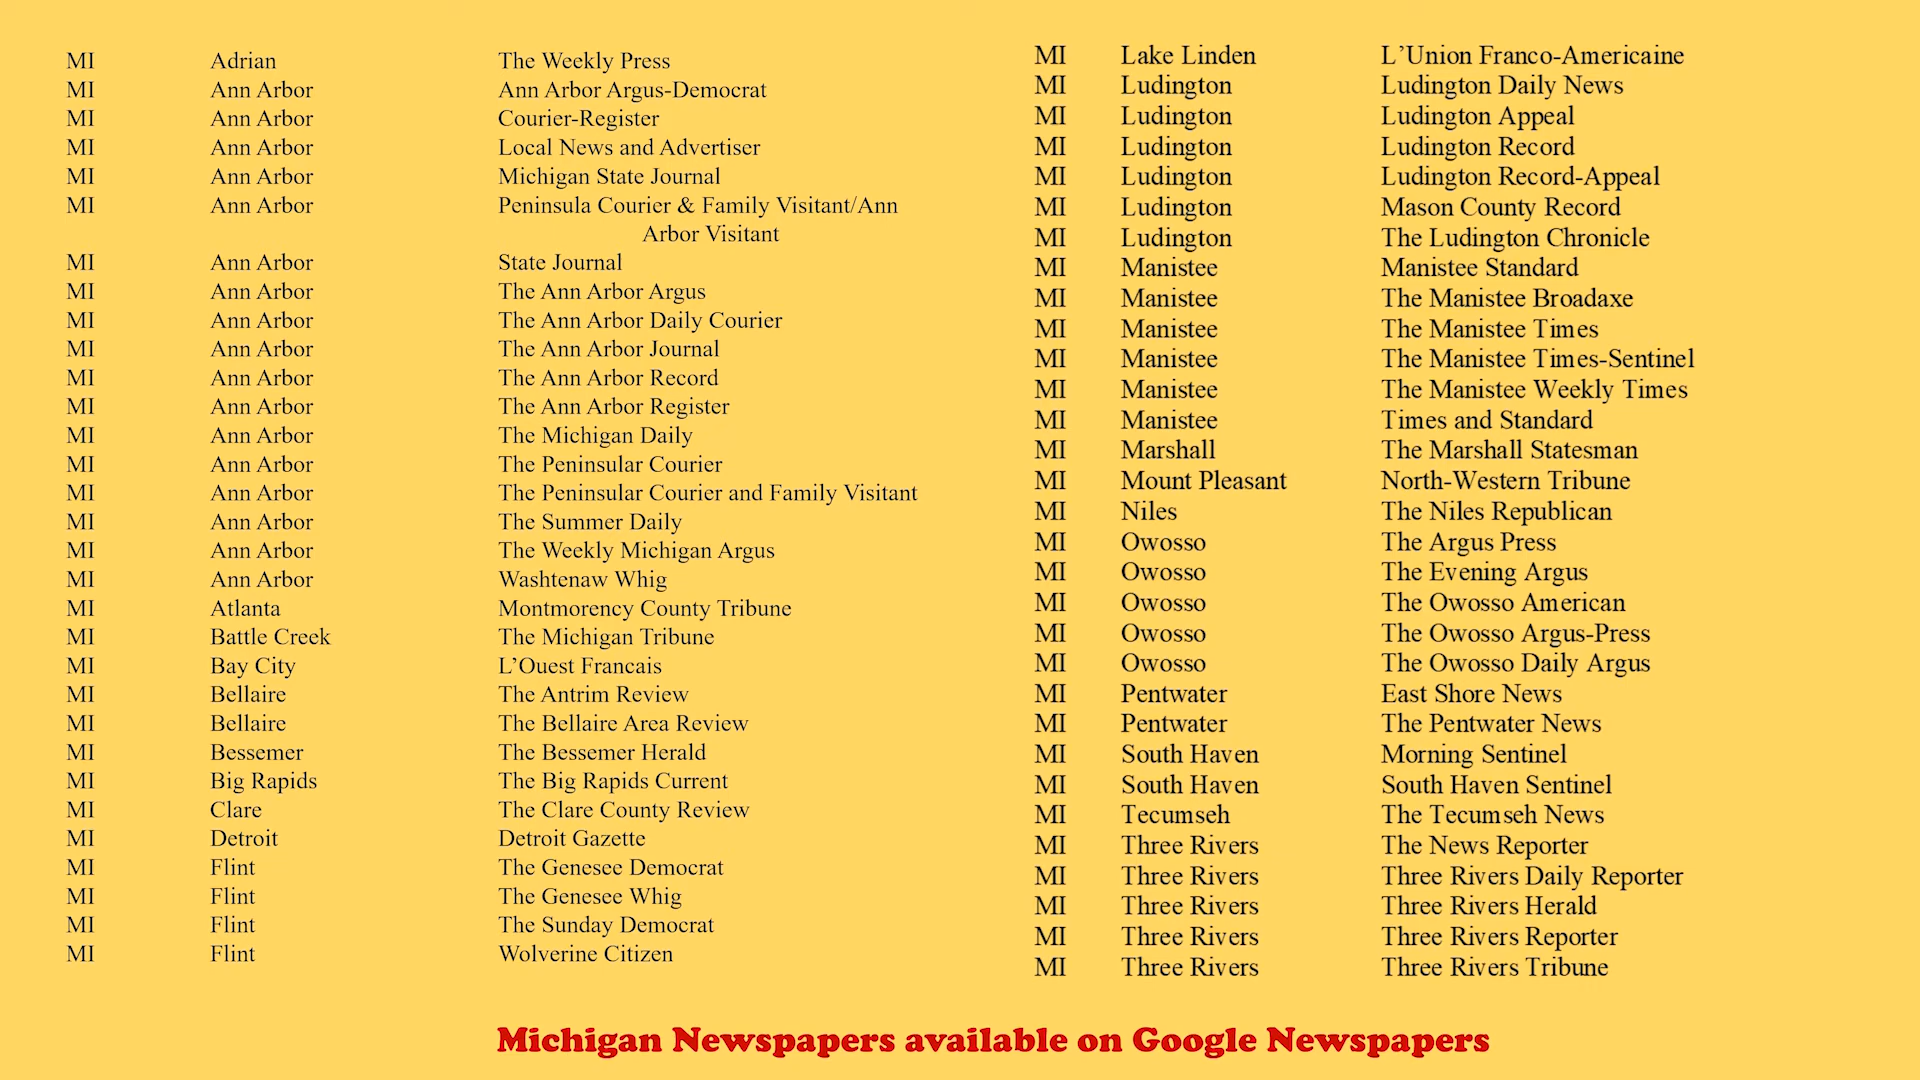 MI Adrian The Weekly Press
MI Ann Arbor Ann Arbor Argus-Democrat
MI Ann Arbor Courier-Register
MI Ann Arbor Local News and Advertiser
MI Ann Arbor Michigan State Journal
MI Ann Arbor Peninsula Courier & Family Visitant/Ann
Arbor Visitant
MI Ann Arbor State Journal
MI Ann Arbor The Ann Arbor Argus
MI Ann Arbor The Ann Arbor Daily Courier
MI Ann Arbor The Ann Arbor Journal
MI Ann Arbor The Ann Arbor Record
MI Ann Arbor The Ann Arbor Register
MI Ann Arbor The Michigan Daily
MI Ann Arbor The Peninsular Courier
MI Ann Arbor The Peninsular Courier and Family Visitant
MI Ann Arbor The Summer Daily
MI Ann Arbor The Weekly Michigan Argus
MI Ann Arbor Washtenaw Whig
MI Atlanta Montmorency County Tribune
MI Battle Creek The Michigan Tribune
MI Bay City L’Ouest Francais
MI Bellaire The Antrim Review
MI Bellaire The Bellaire Area Review
MI Bessemer The Bessemer Herald
MI Big Rapids The Big Rapids Current
MI Clare The Clare County Review
MI Detroit Detroit Gazette
MI Flint The Genesee Democrat
MI Flint The Genesee Whig
MI Flint The Sunday Democrat
MI Flint Wolverine Citizen
MI Lake Linden L’Union Franco-Americaine
MI Ludington Ludington Daily News
MI Ludington Ludington Appeal
MI Ludington Ludington Record
MI Ludington Ludington Record-Appeal
MI Ludington Mason County Record
MI Ludington The Ludington Chronicle
MI Manistee Manistee Standard
MI Manistee The Manistee Broadaxe
MI Manistee The Manistee Times
MI Manistee The Manistee Times-Sentinel
MI Manistee The Manistee Weekly Times
MI Manistee Times and Standard
MI Marshall The Marshall Statesman
MI Mount Pleasant North-Western Tribune
MI Niles The Niles Republican
MI Owosso The Argus Press
MI Owosso The Evening Argus
MI Owosso The Owosso American
MI Owosso The Owosso Argus-Press
MI Owosso The Owosso Daily Argus
MI Pentwater East Shore News
MI Pentwater The Pentwater News
MI South Haven Morning Sentinel
MI South Haven South Haven Sentinel
MI Tecumseh The Tecumseh News
MI Three Rivers The News Reporter
MI Three Rivers Three Rivers Daily Reporter
MI Three Rivers Three Rivers Herald
MI Three Rivers Three Rivers Reporter
MI Three Rivers Three Rivers Tribune
Michigan Newspapers available on Google Newspapers